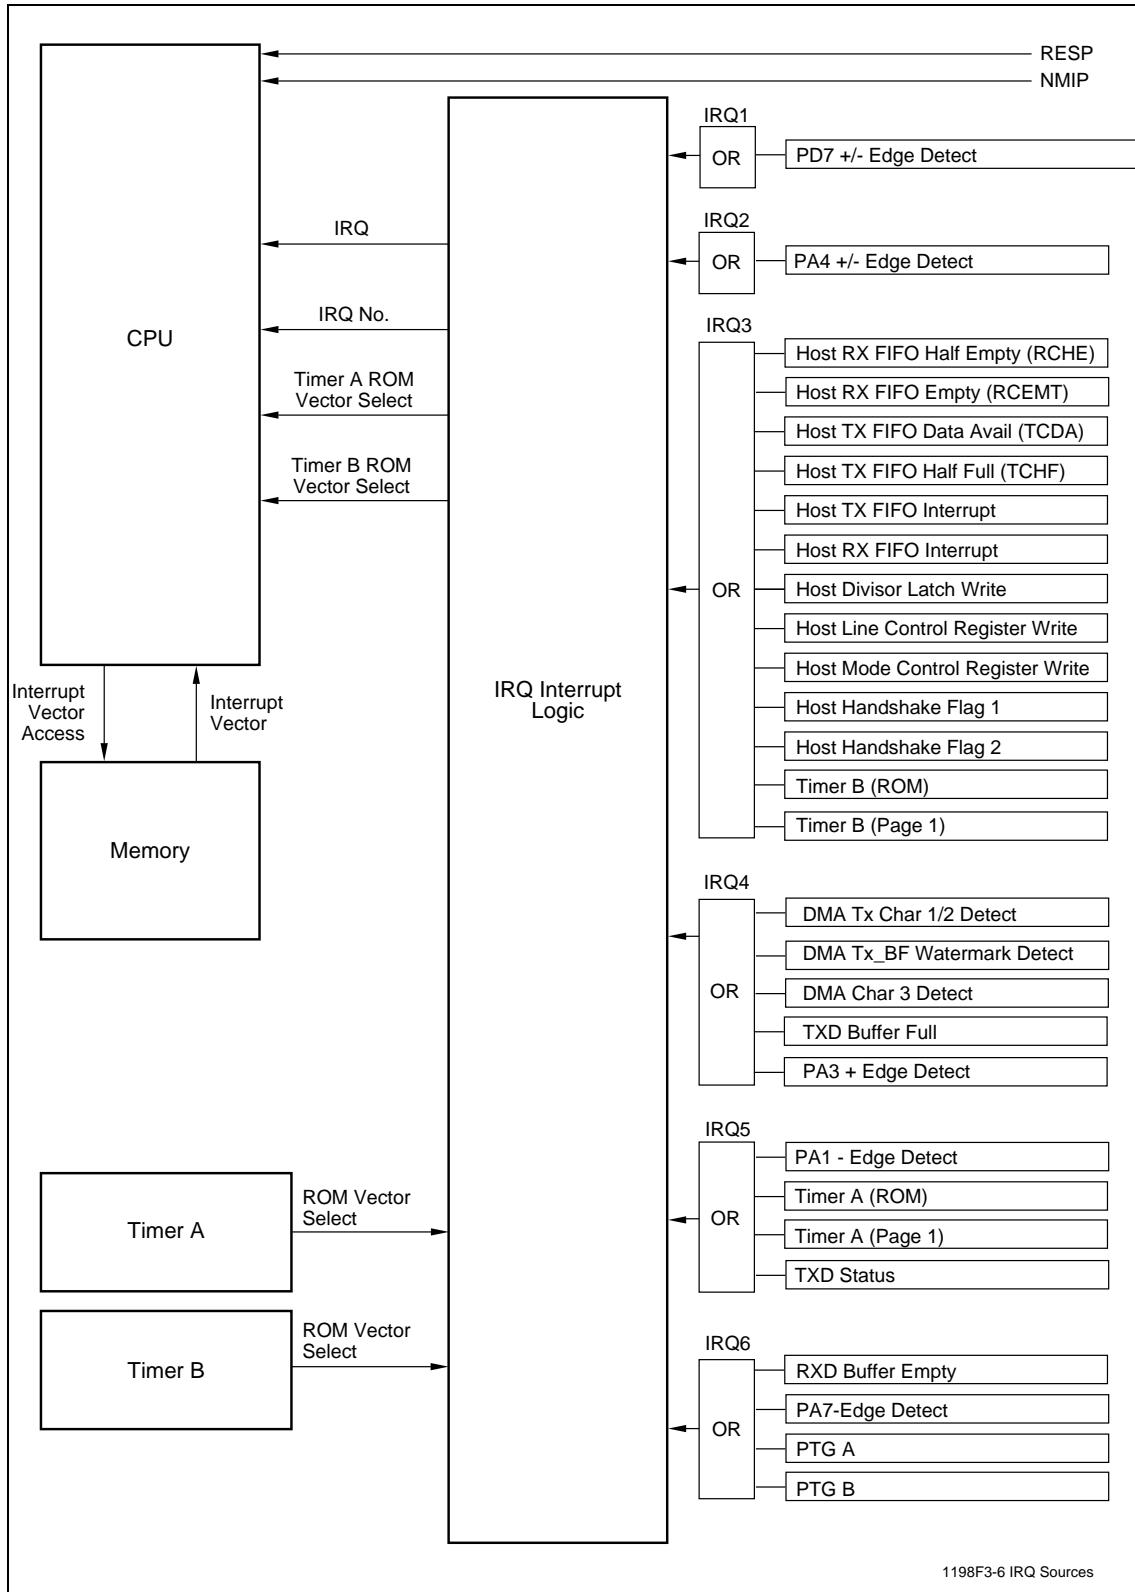 RESP
NMIP
CPU
IRQ
IRQ No.
Timer A ROM
Vector Select
Timer B ROM
Vector Select
Interrupt
Vector
Access
Interrupt
Vector
Memory
Timer A
ROM Vector
Select
Timer B
ROM Vector
Select
IRQ Interrupt
Logic
IRQ1
OR
PD7 +/- Edge Detect
IRQ2
OR
PA4 +/- Edge Detect
IRQ3
OR
Host RX FIFO Half Empty (RCHE)
Host RX FIFO Empty (RCEMT)
Host TX FIFO Data Avail (TCDA)
Host TX FIFO Half Full (TCHF)
Host TX FIFO Interrupt
Host RX FIFO Interrupt
Host Divisor Latch Write
Host Line Control Register Write
Host Mode Control Register Write
Host Handshake Flag 1
Host Handshake Flag 2
Timer B (ROM)
Timer B (Page 1)
IRQ4
OR
DMA Tx Char 1/2 Detect
DMA Tx_BF Watermark Detect
DMA Char 3 Detect
TXD Buffer Full
PA3 + Edge Detect
IRQ5
OR
PA1 - Edge Detect
Timer A (ROM)
Timer A (Page 1)
TXD Status
IRQ6
OR
RXD Buffer Empty
PA7-Edge Detect
PTG A
PTG B
1198F3-6 IRQ Sources